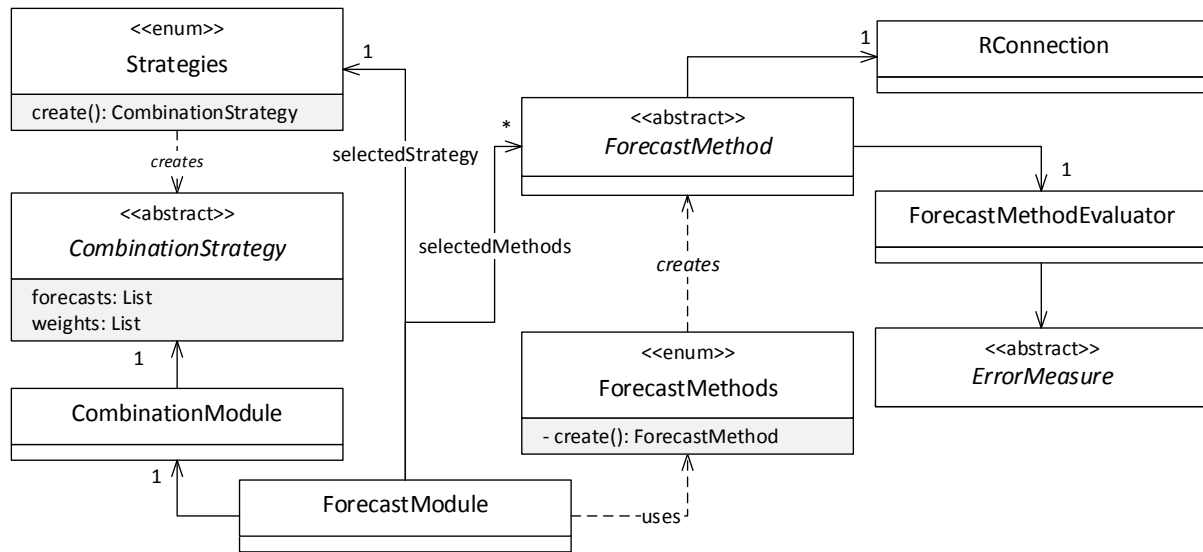 <<enum>>
Strategies
create(): CombinationStrategy
creates
<<abstract>>
CombinationStrategy
forecasts: List
weights: List
1
CombinationModule
1
ForecastModule
1
selectedStrategy
*
selectedMethods
<<abstract>>
ForecastMethod
creates
<<enum>>
ForecastMethods
- create(): ForecastMethod
uses
1
RConnection
1
ForecastMethodEvaluator
<<abstract>>
ErrorMeasure